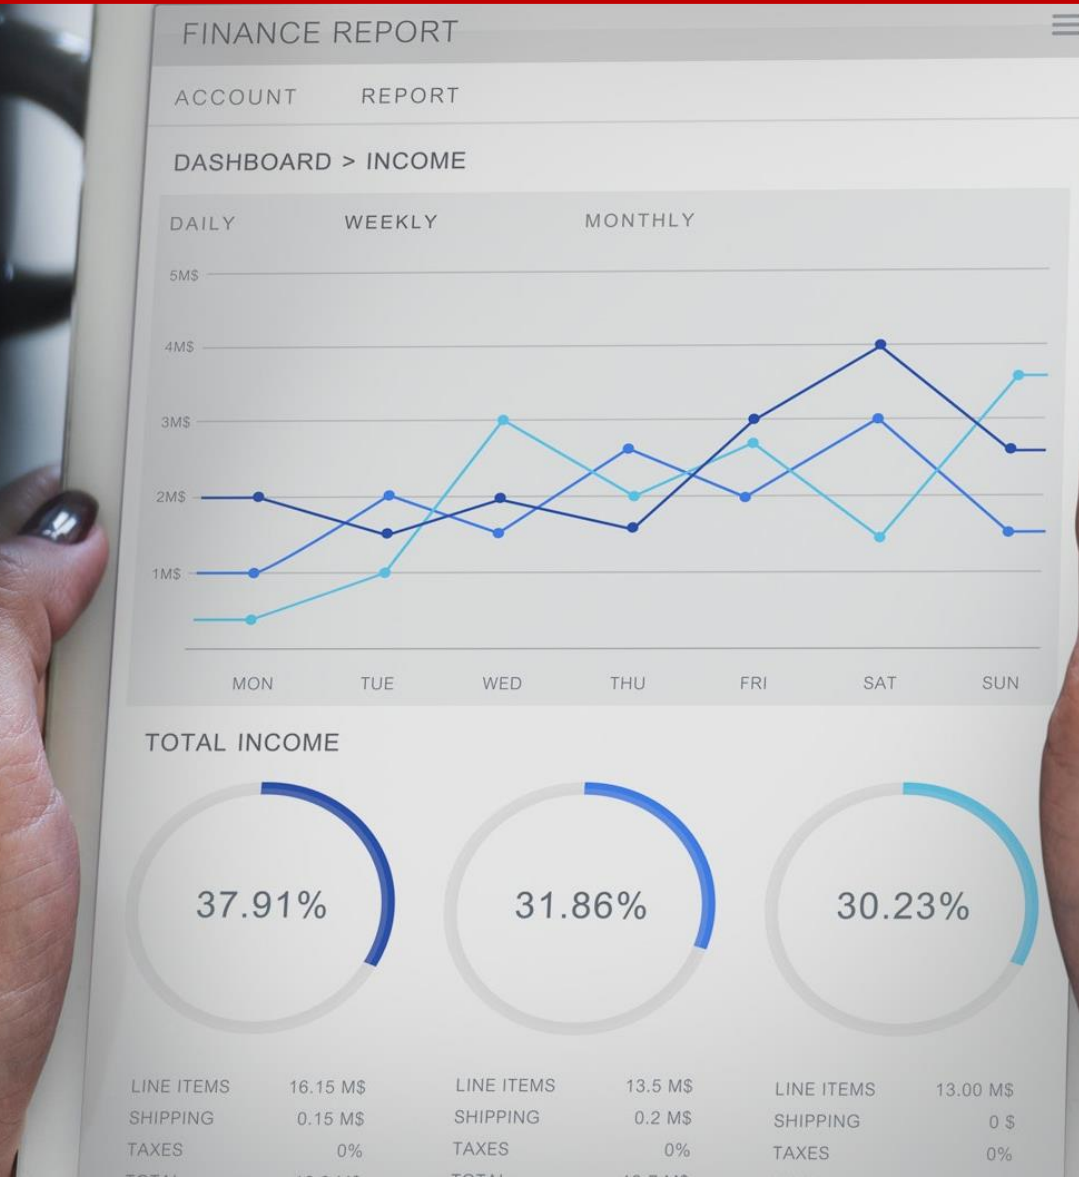 FINANCE REPORT
ACCOUNT REPORT
DASHBOARD > INCOME
DAILY WEEKLY MONTHLY
5M$
4M$
3M$
2M$
1M$
MON TUE WED THU FRI SAT SUN
TOTAL INCOME
37.91% 31.86% 30.23%
LINE ITEMS 16.15 M$ LINE ITEMS 13.5 M$ LINE ITEMS 13.00 M$
SHIPPING 0.15 M$ SHIPPING 0.2 M$ SHIPPING 0 $
TAXES 0% TAXES 0% TAXES 0%